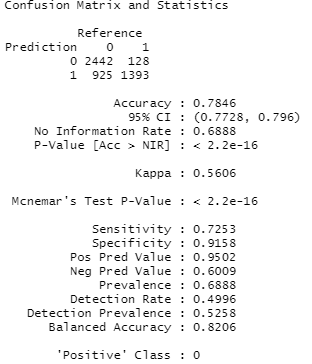 Confusion Matrix and Statistics
Reference
Prediction 0 1
0 2442 128
1 925 1393
Accuracy : 0.7846
95% CI : (0.7728, 0.796)
No Information Rate : 0.6888
P-Value [Acc > NIR] : < 2.2e-16
Kappa : 0.5606
Mcnemar's Test P-Value : < 2.2e-16
Sensitivity : 0.7253
Specificity : 0.9158
Pos Pred Value : 0.9502
Neg Pred Value : 0.6009
Prevalence : 0.6888
Detection Rate : 0.4996
Detection Prevalence : 0.5258
Balanced Accuracy : 0.8206
'Positive' Class : 0